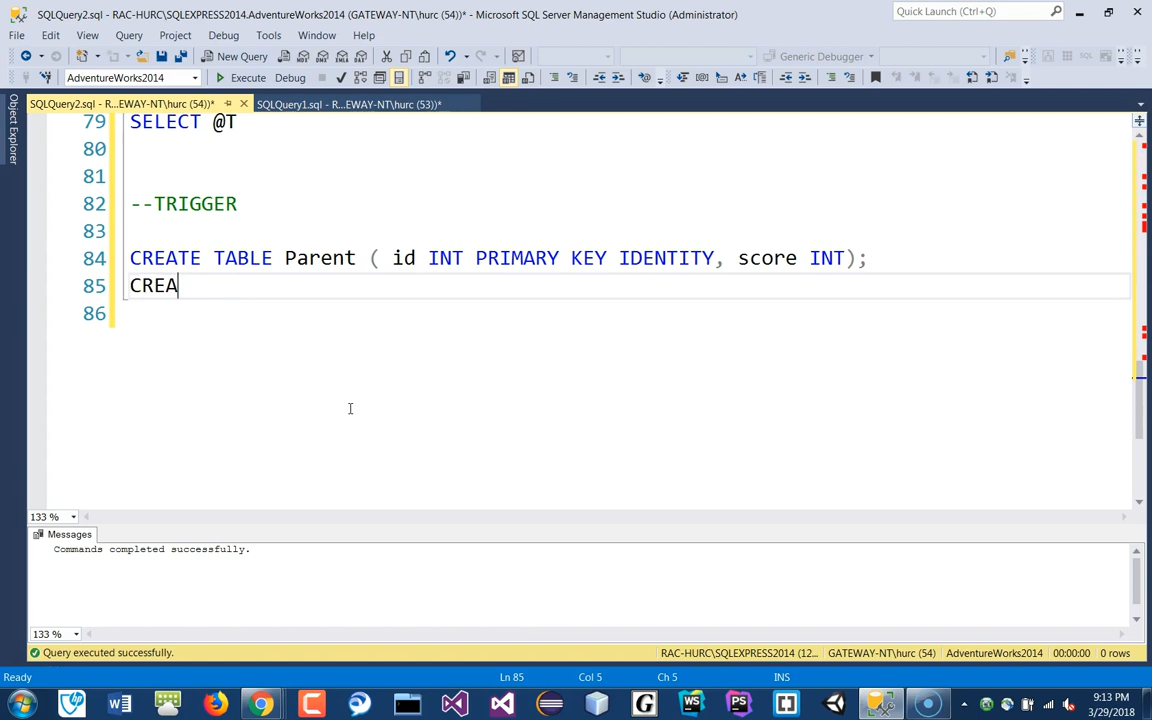 SQLQuery2.sql - RAC-HURC\SQLEXPRESS2014.AdventureWorks2014 (GATEWAY-NT\hurc (54))* - Microsoft SQL Server Management Studio (Administrator)
Quick Launch (Ctrl+Q)
File Edit View Query Project Debug Tools Window Help
New Query
Generic Debugger
AdventureWorks2014
Execute Debug
SQLQuery2.sql - R...EWAY-NT\hurc (54))*
SQLQuery1.sql - R...EWAY-NT\hurc (53))*
Object Explorer
79 SELECT @T
80
81
82 --TRIGGER
83
84 CREATE TABLE Parent ( id INT PRIMARY KEY IDENTITY, score INT);
85 CREA
86
133 %
Messages
Commands completed successfully.
133 %
Query executed successfully.
RAC-HURC\SQLEXPRESS2014 (12... GATEWAY-NT\hurc (54) AdventureWorks2014 00:00:00 0 rows
Ready Ln 85 Col 5 Ch 5 INS
9:13 PM
3/29/2018